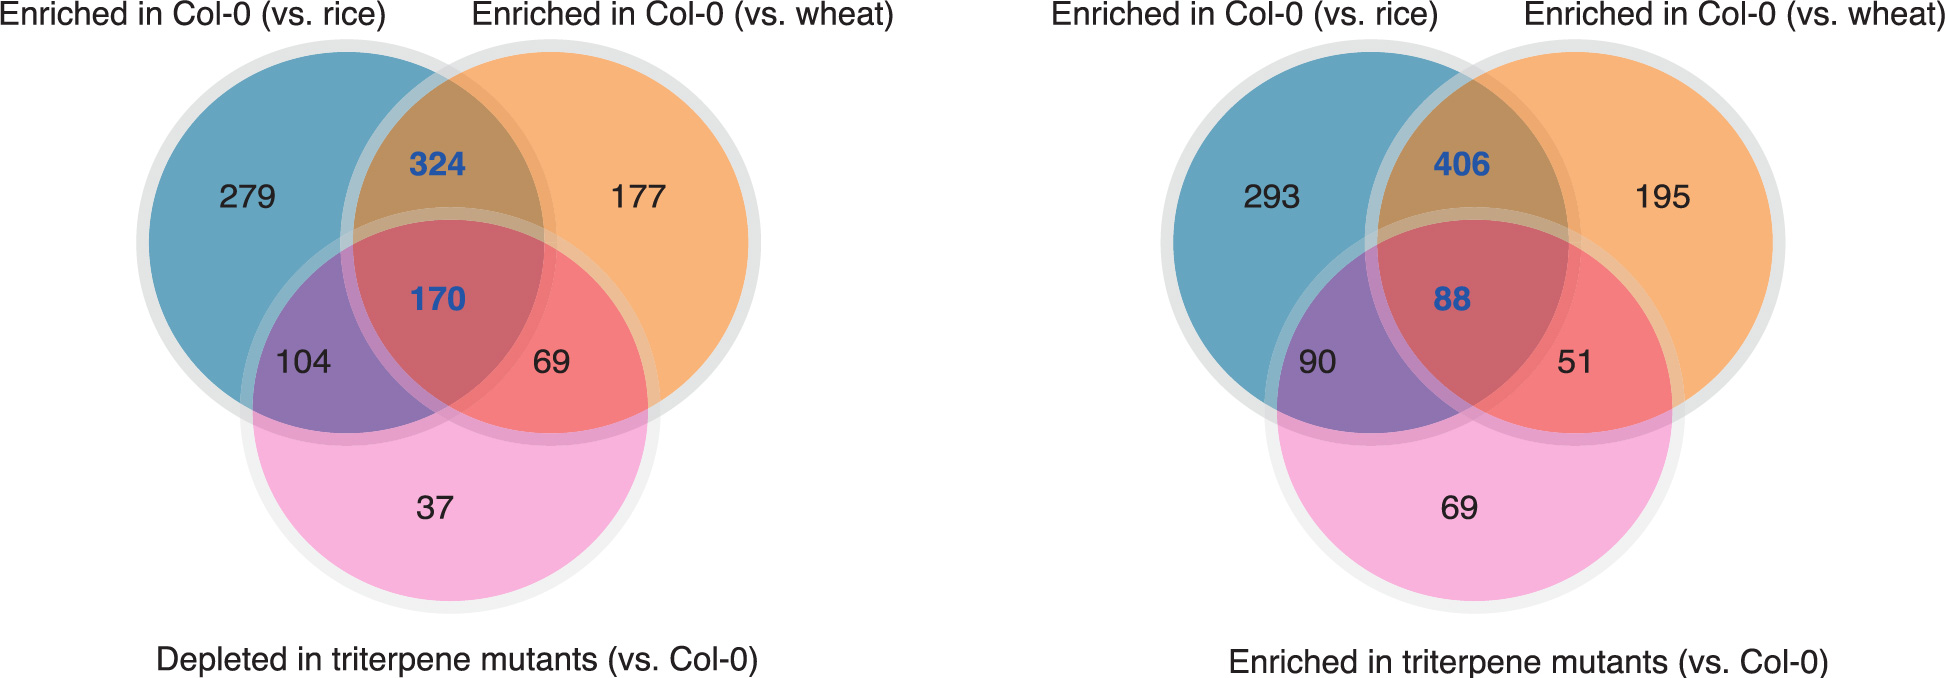 Enriched in Col-0 (vs. rice)
Enriched in Col-0 (vs. wheat)
324
279
177
170
104
69
37
Depleted in triterpene mutants (vs. Col-0)
Enriched in Col-0 (vs. rice)
Enriched in Col-0 (vs. wheat)
406
293
195
88
90
51
69
Enriched in triterpene mutants (vs. Col-0)